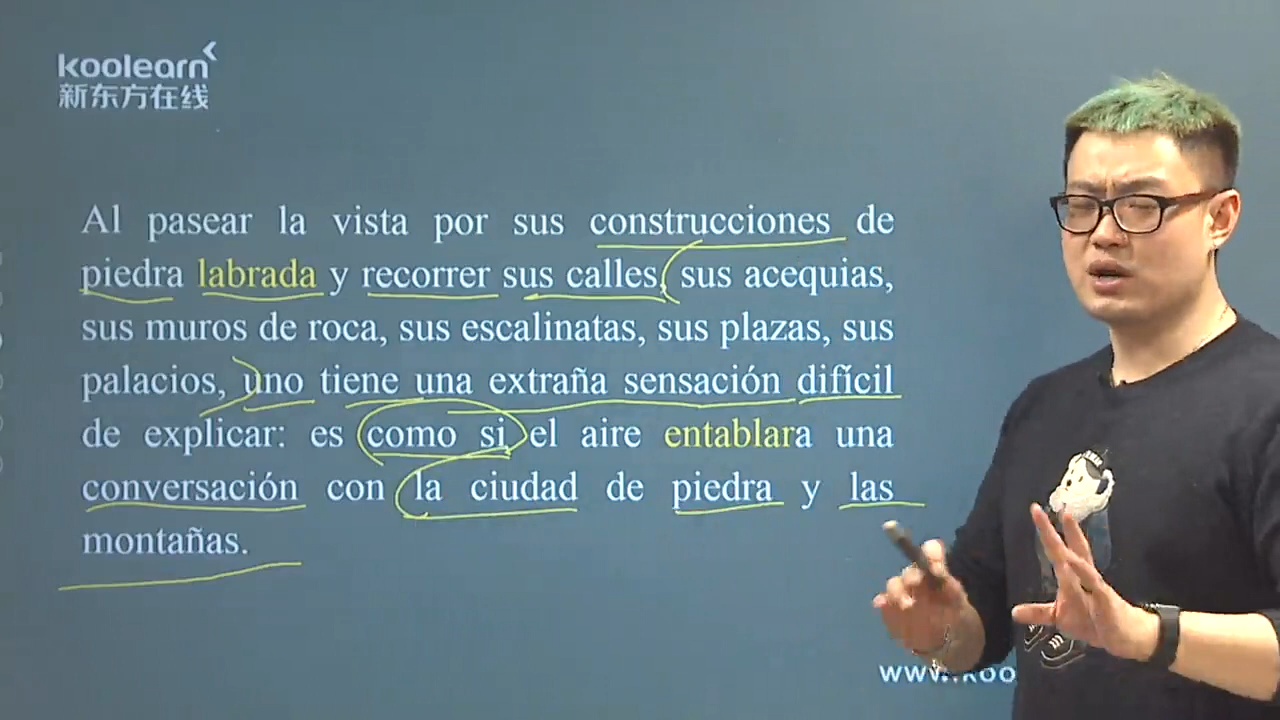 koolearn
新东方在线
Al pasear la vista por sus construcciones de
piedra labrada y recorrer sus calles, sus acequias,
sus muros de roca, sus escalinatas, sus plazas, sus
palacios, uno tiene una extraña sensación difícil
de explicar: es como si el aire entablara una
conversación con la ciudad de piedra y las
montañas.
www.koo